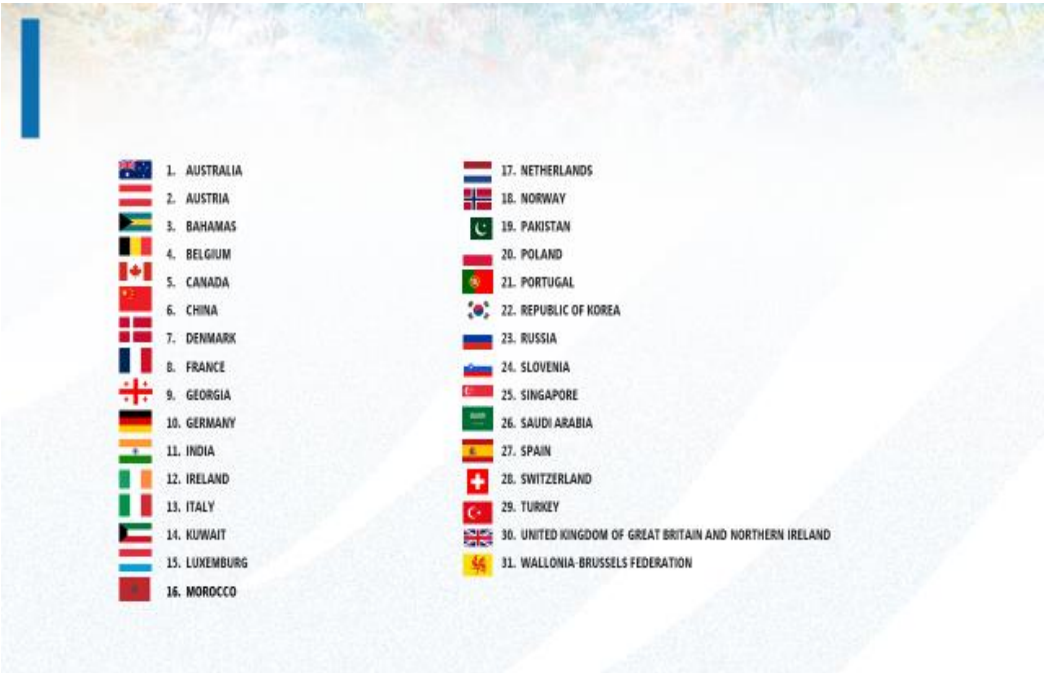 1. AUSTRALIA
2. AUSTRIA
3. BAHAMAS
4. BELGIUM
5. CANADA
6. CHINA
7. DENMARK
8. FRANCE
9. GEORGIA
10. GERMANY
11. INDIA
12. IRELAND
13. ITALY
14. KUWAIT
15. LUXEMBURG
16. MOROCCO
17. NETHERLANDS
18. NORWAY
19. PAKISTAN
20. POLAND
21. PORTUGAL
22. REPUBLIC OF KOREA
23. RUSSIA
24. SLOVENIA
25. SINGAPORE
26. SAUDI ARABIA
27. SPAIN
28. SWITZERLAND
29. TURKEY
30. UNITED KINGDOM OF GREAT BRITAIN AND NORTHERN IRELAND
31. WALLONIA-BRUSSELS FEDERATION